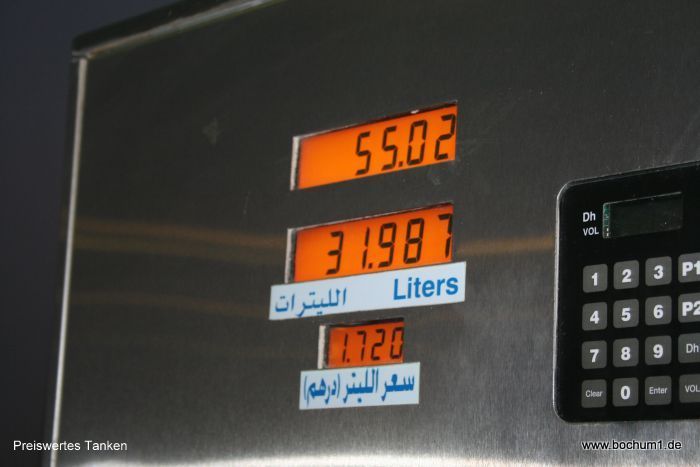 55.02
31.987
الليترات Liters
1.720
سعر الليتر (درهم)
Dh
VOL
1 2 3 P1
4 5 6 P2
7 8 9 Dh
Clear 0 Enter VOL
Preiswertes Tanken
www.bochum1.de